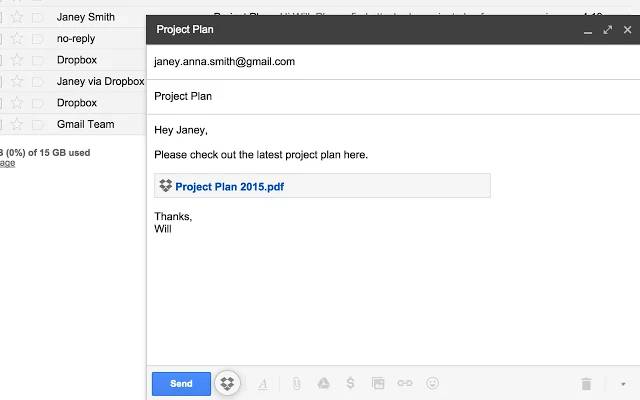 Janey Smith
no-reply
Dropbox
Janey via Dropbox
Dropbox
Gmail Team
(0%) of 15 GB used
Project Plan
janey.anna.smith@gmail.com
Project Plan
Hey Janey,
Please check out the latest project plan here.
Project Plan 2015.pdf
Thanks,
Will
Send